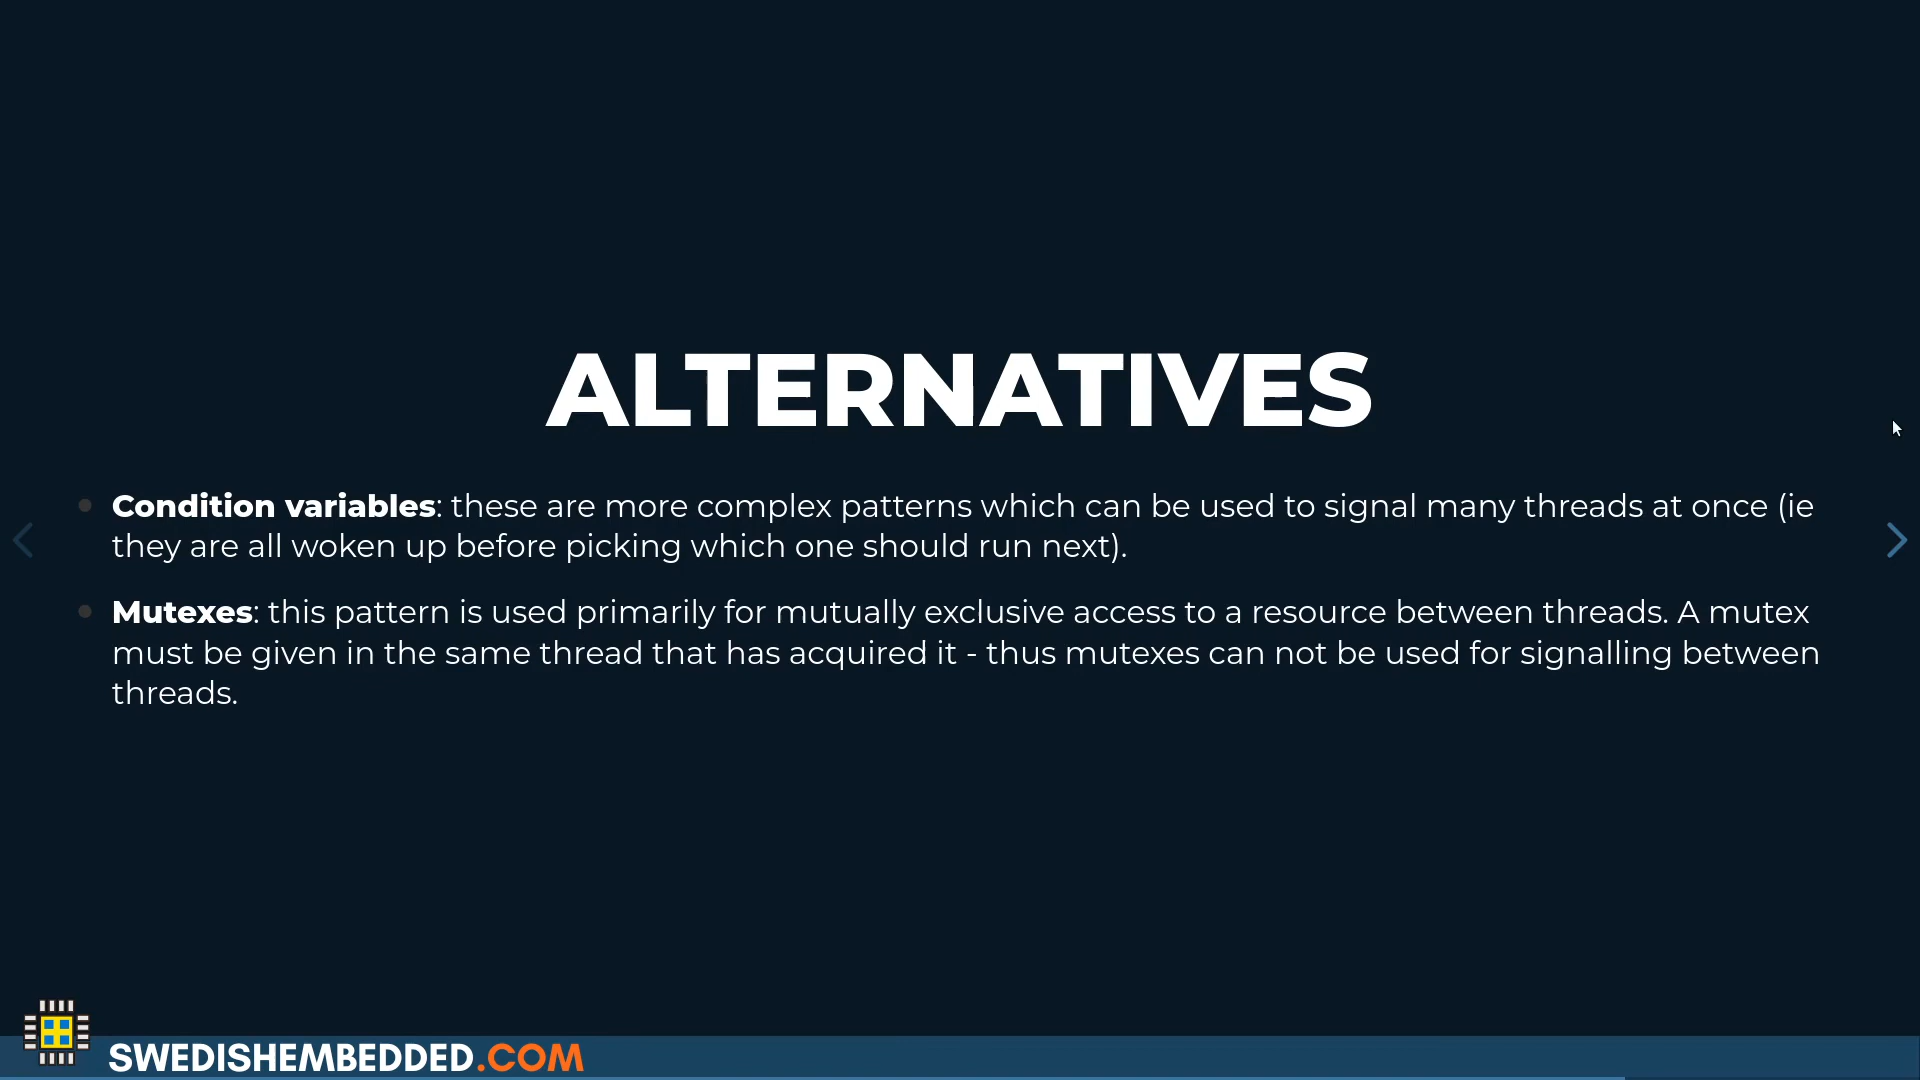 ALTERNATIVES
Condition variables: these are more complex patterns which can be used to signal many threads at once (ie
they are all woken up before picking which one should run next).
Mutexes: this pattern is used primarily for mutually exclusive access to a resource between threads. A mutex
must be given in the same thread that has acquired it - thus mutexes can not be used for signalling between
threads.
SWEDISHEMBEDDED.COM